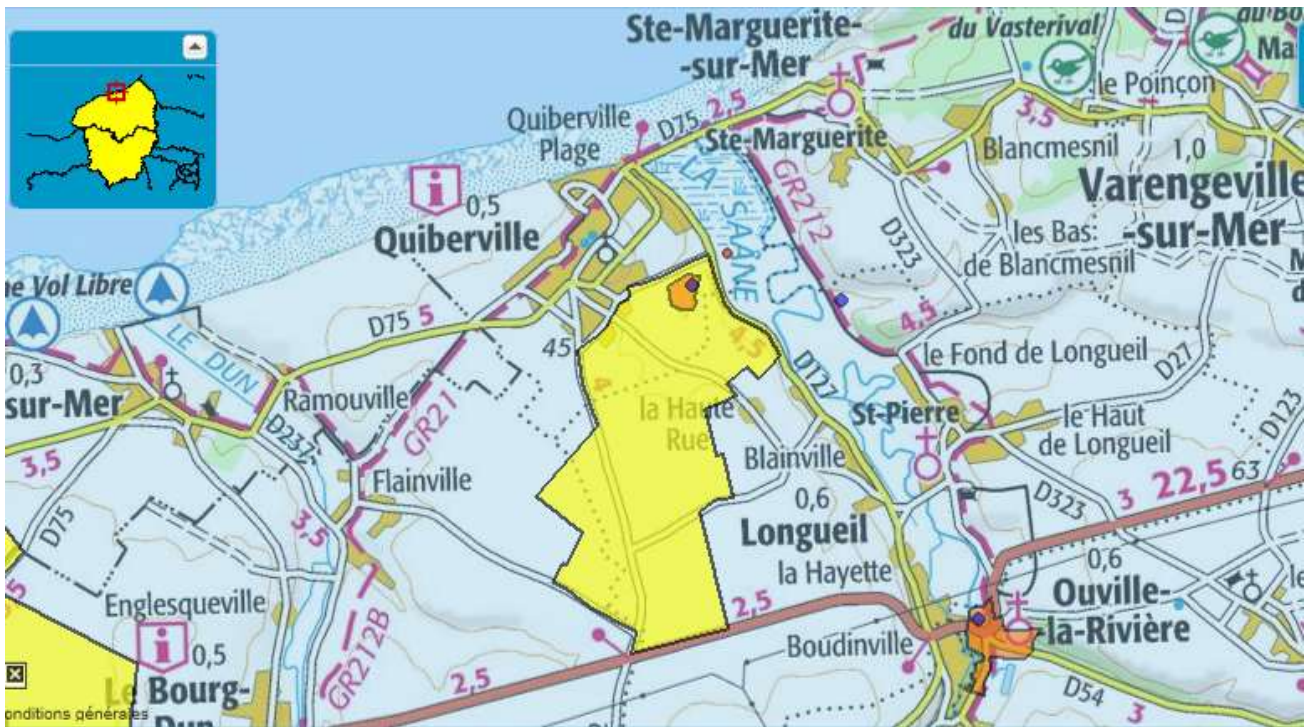 Ste-Marguerite-
-sur-Mer
du Vasterival
Ma
le Poinçon
3,5
Quiberville
Plage
D75
2,5
Ste-Marguerite
Blancmesnil
1,0
Varengeville
-sur-Mer
LA SAÂNE
GR212
D323
les Bas
de Blancmesnil
0,5
Quiberville
Vol Libre
D75
5
45
4
4,5
4,5
LE DUN
0,3
sur-Mer
Ramouville
GR21
la Haute
Rue
D127
le Fond de Longueil
D27
St-Pierre
le Haut
de Longueil
D123
3,5
D237
Flainville
Blainville
0,6
Longueil
la Hayette
D323
3
22,5
63
D75
3,5
Englesqueville
0,5
GR212B
2,5
2,5
Boudinville
0,6
Ouville-
-la-Rivière
Le Bourg-
Dun
D54
3
onditions générales